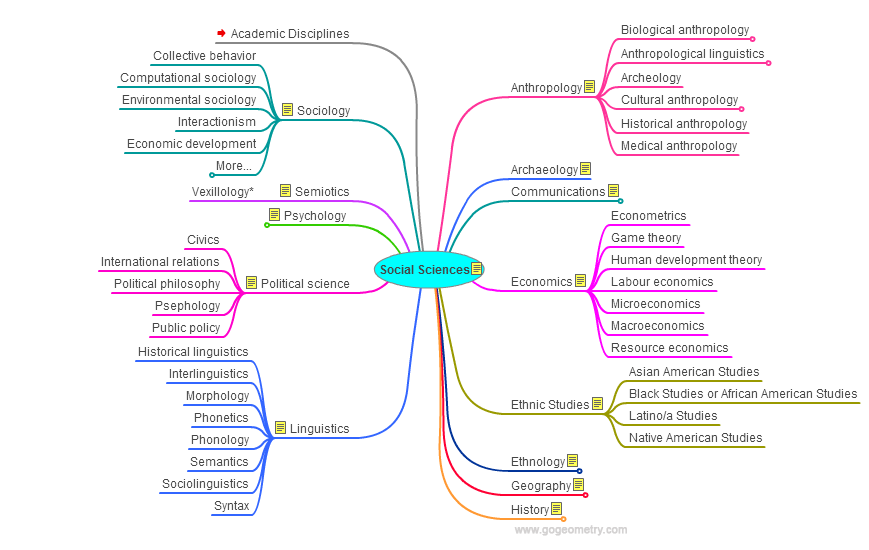 Academic Disciplines
Collective behavior
Computational sociology
Environmental sociology
Interactionism
Economic development
More...
Sociology
Vexillology*
Semiotics
Psychology
Civics
International relations
Political philosophy
Psephology
Public policy
Political science
Historical linguistics
Interlinguistics
Morphology
Phonetics
Phonology
Semantics
Sociolinguistics
Syntax
Linguistics
Social Sciences
Anthropology
Biological anthropology
Anthropological linguistics
Archeology
Cultural anthropology
Historical anthropology
Medical anthropology
Archaeology
Communications
Economics
Econometrics
Game theory
Human development theory
Labour economics
Microeconomics
Macroeconomics
Resource economics
Ethnic Studies
Asian American Studies
Black Studies or African American Studies
Latino/a Studies
Native American Studies
Ethnology
Geography
History
www.gogeometry.com